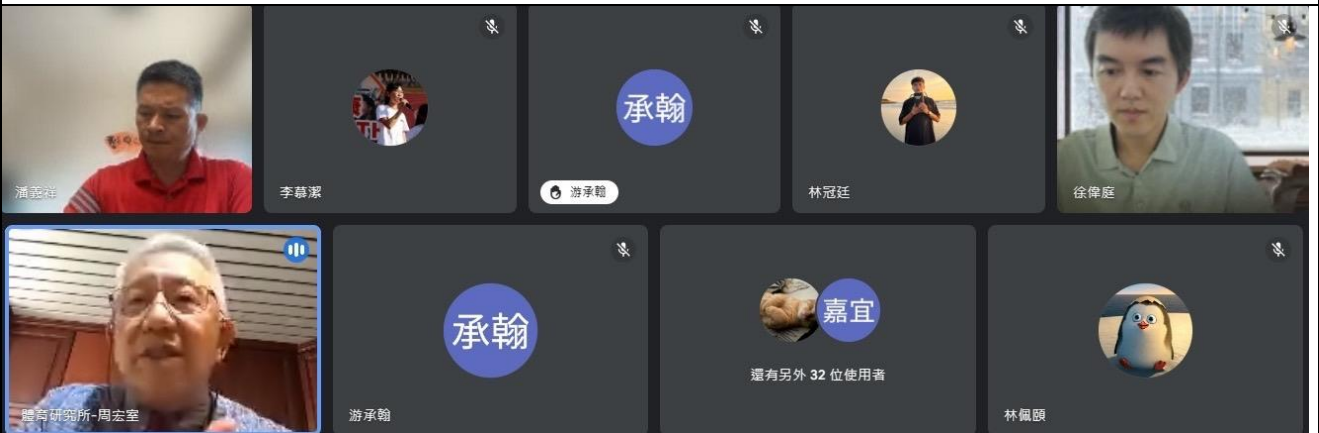 承翰
潘義祥
李慕潔
游承翰
林冠廷
徐偉庭
承翰
嘉宜
還有另外 32 位使用者
體育研究所-周宏室
游承翰
林佩頤